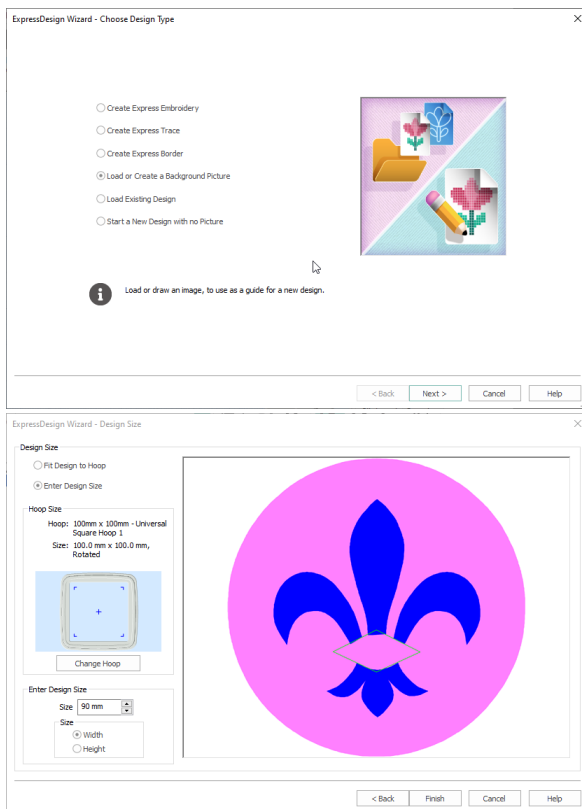 ExpressDesign Wizard - Choose Design Type
Create Express Embroidery
Create Express Trace
Create Express Border
Load or Create a Background Picture
Load Existing Design
Start a New Design with no Picture
Load or draw an image, to use as a guide for a new design.
< Back
Next >
Cancel
Help
ExpressDesign Wizard - Design Size
Design Size
Fit Design to Hoop
Enter Design Size
Hoop Size
Hoop: 100mm x 100mm - Universal
Square Hoop 1
Size: 100.0 mm x 100.0 mm,
Rotated
Change Hoop
Enter Design Size
Size 90 mm
Size
Width
Height
< Back
Finish
Cancel
Help